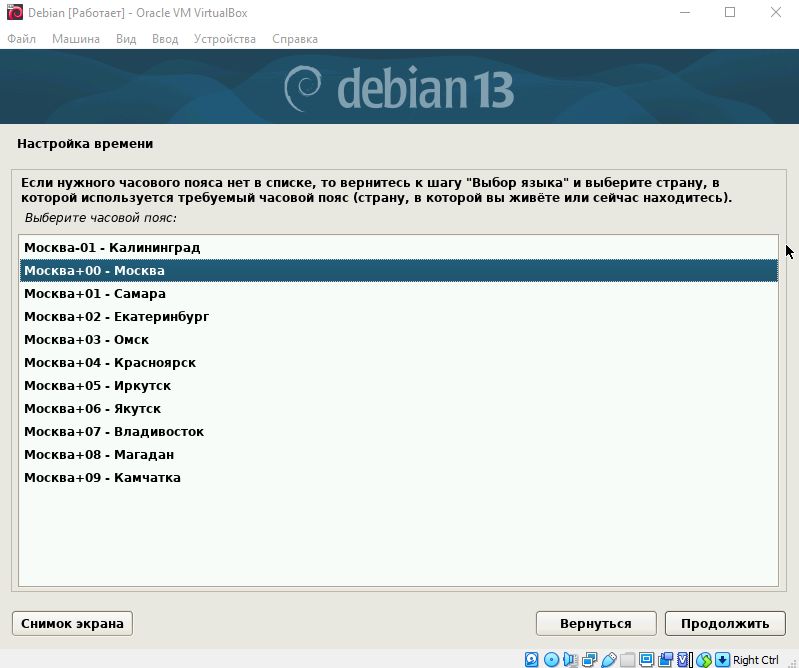 Debian [Работает] - Oracle VM VirtualBox
Файл Машина Вид Ввод Устройства Справка
debian 13
Настройка времени
Если нужного часового пояса нет в списке, то вернитесь к шагу "Выбор языка" и выберите страну, в
которой используется требуемый часовой пояс (страну, в которой вы живёте или сейчас находитесь).
Выберите часовой пояс:
Москва-01 - Калининград
Москва+00 - Москва
Москва+01 - Самара
Москва+02 - Екатеринбург
Москва+03 - Омск
Москва+04 - Красноярск
Москва+05 - Иркутск
Москва+06 - Якутск
Москва+07 - Владивосток
Москва+08 - Магадан
Москва+09 - Камчатка
Снимок экрана Вернуться Продолжить
Right Ctrl